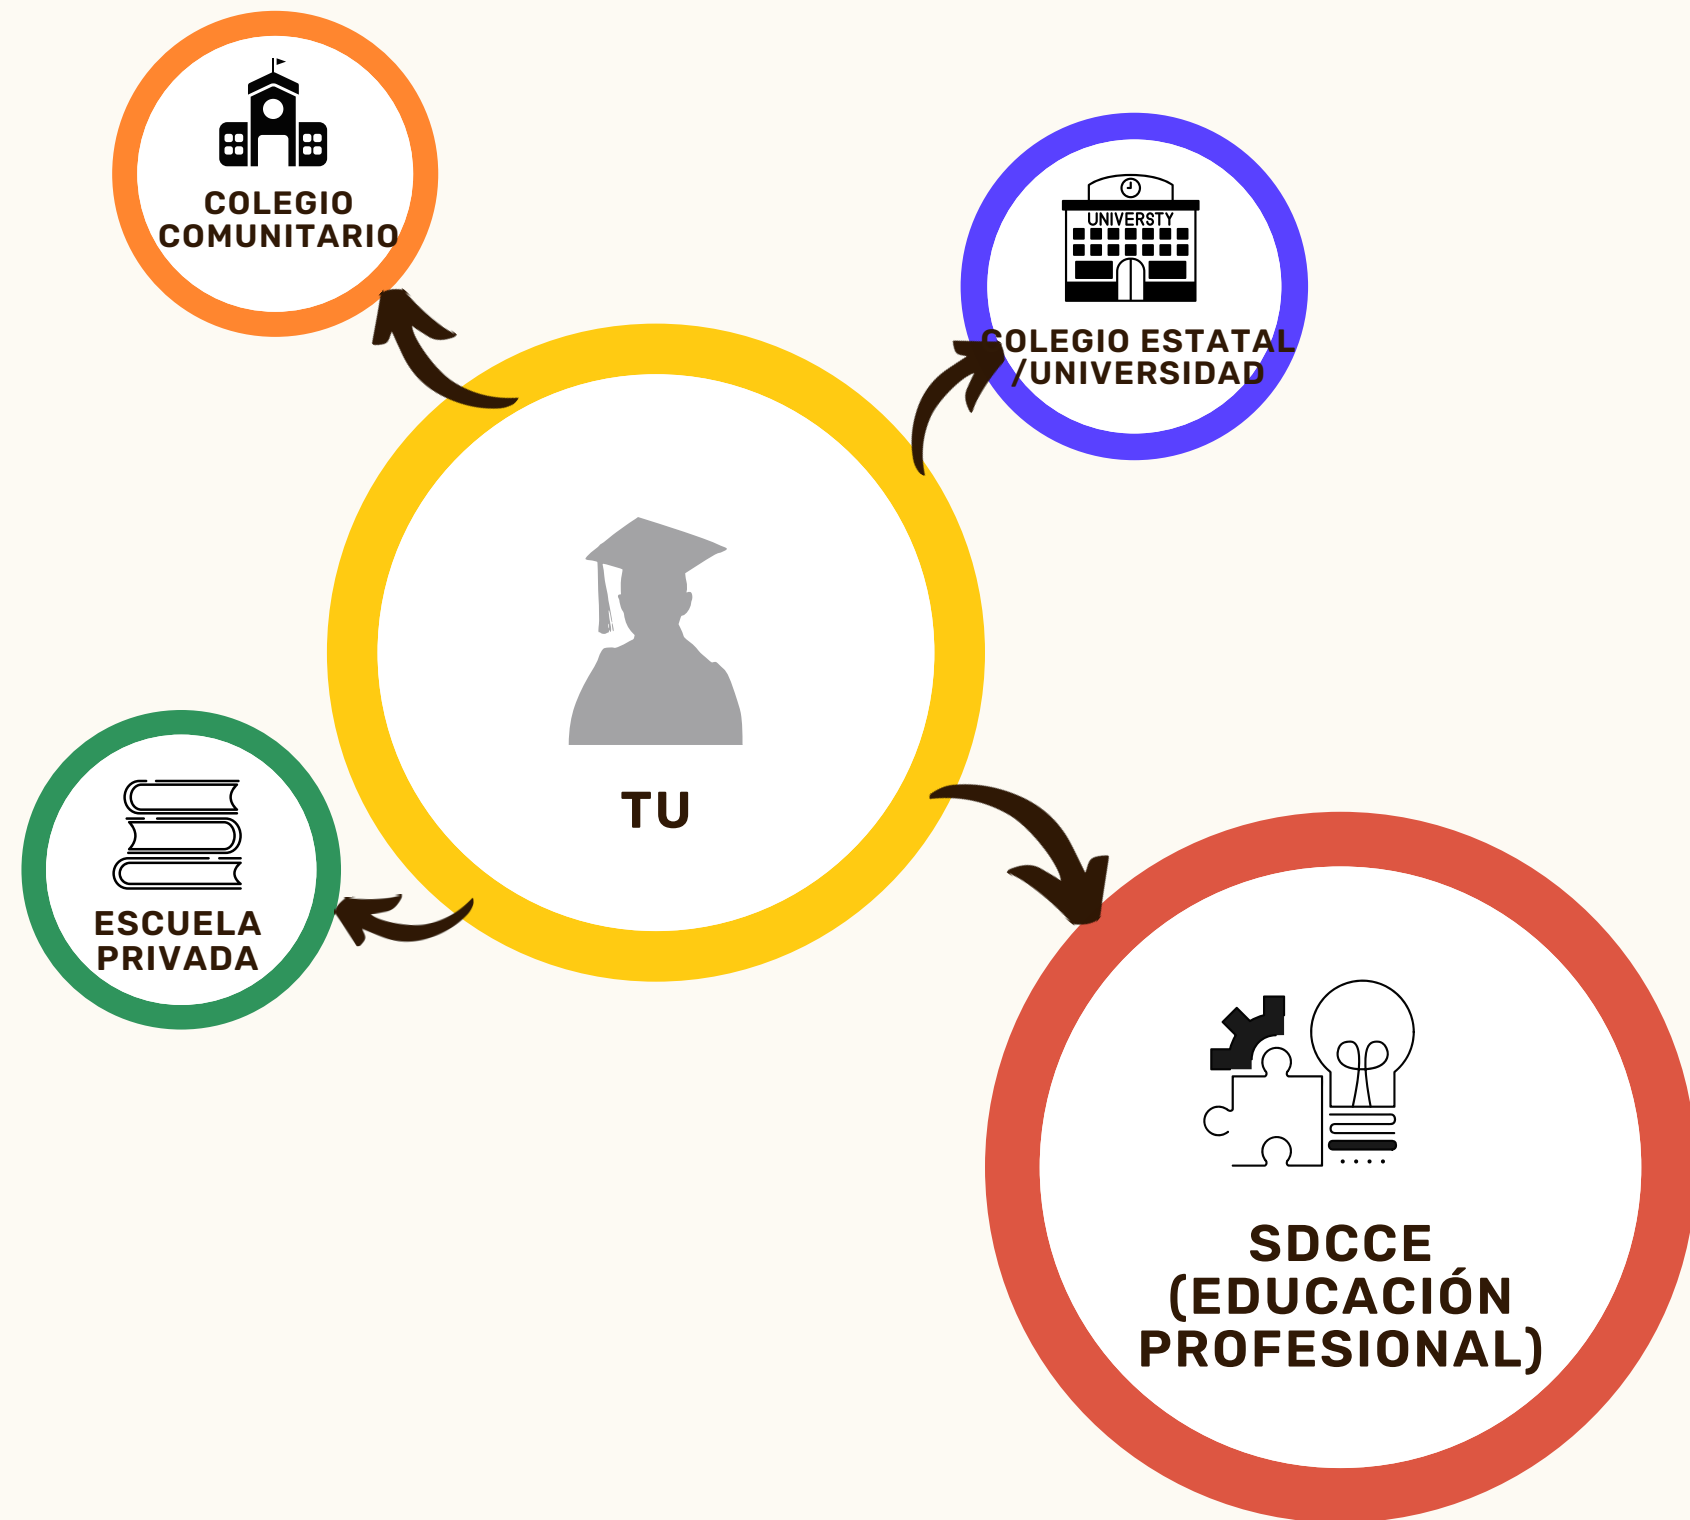 COLEGIO
COMUNITARIO
UNIVERSTY
COLEGIO ESTATAL
/UNIVERSIDAD
TU
ESCUELA
PRIVADA
SDCCE
(EDUCACIÓN
PROFESIONAL)